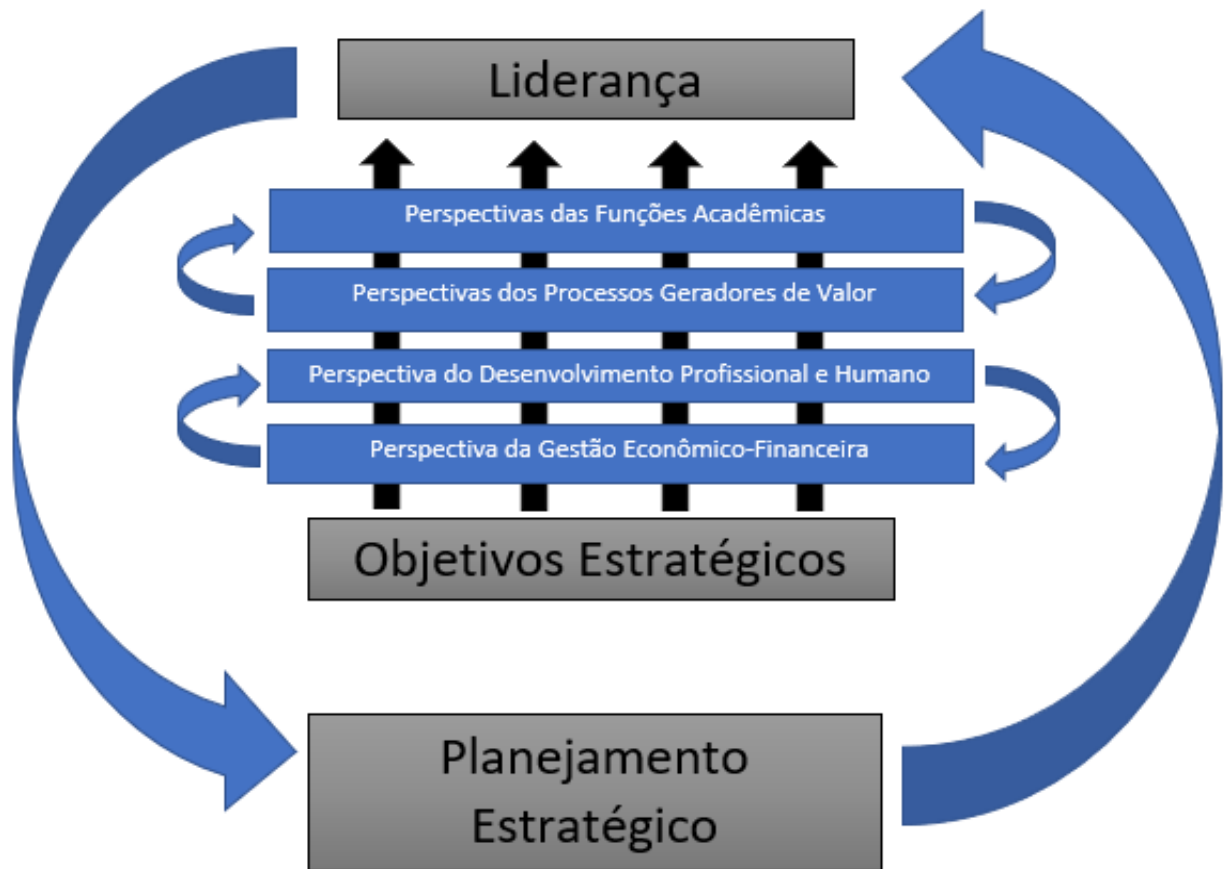 Liderança
Perspectivas das Funções Acadêmicas
Perspectivas dos Processos Geradores de Valor
Perspectiva do Desenvolvimento Profissional e Humano
Perspectiva da Gestão Econômico-Financeira
Objetivos Estratégicos
Planejamento
Estratégico